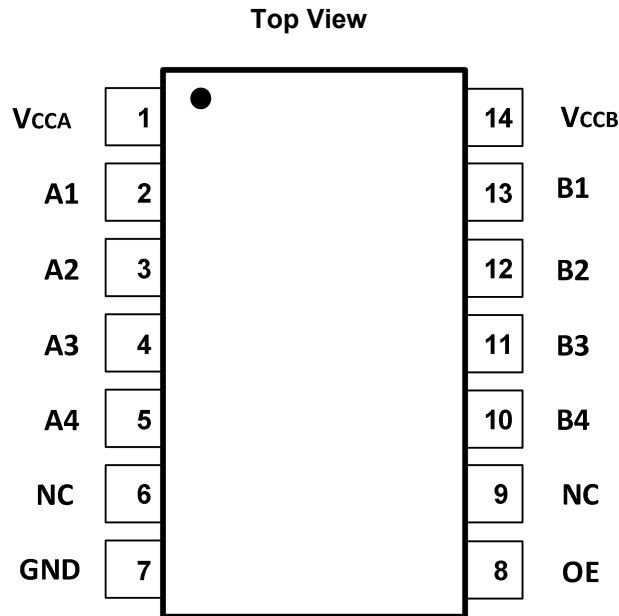 Top View
VCCA 1 14 VCCB
A1 2 13 B1
A2 3 12 B2
A3 4 11 B3
A4 5 10 B4
NC 6 9 NC
GND 7 8 OE